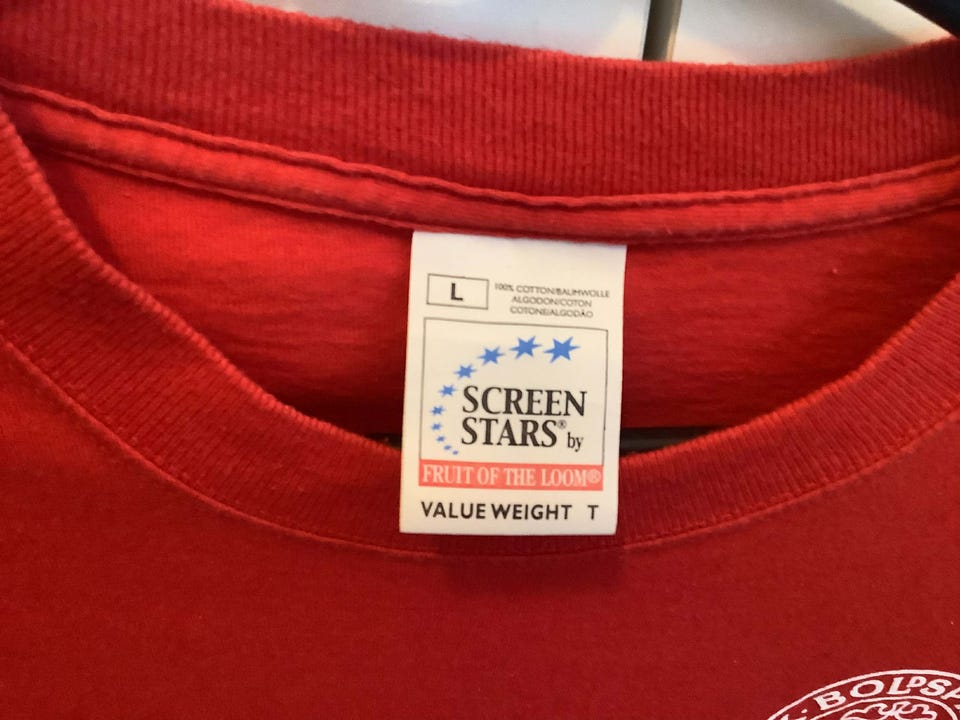 L
100% COTTON/BAUMWOLLE
ALGODON/COTON
COTONE/ALGODÃO
SCREEN
STARS® by
FRUIT OF THE LOOM®
VALUE WEIGHT T